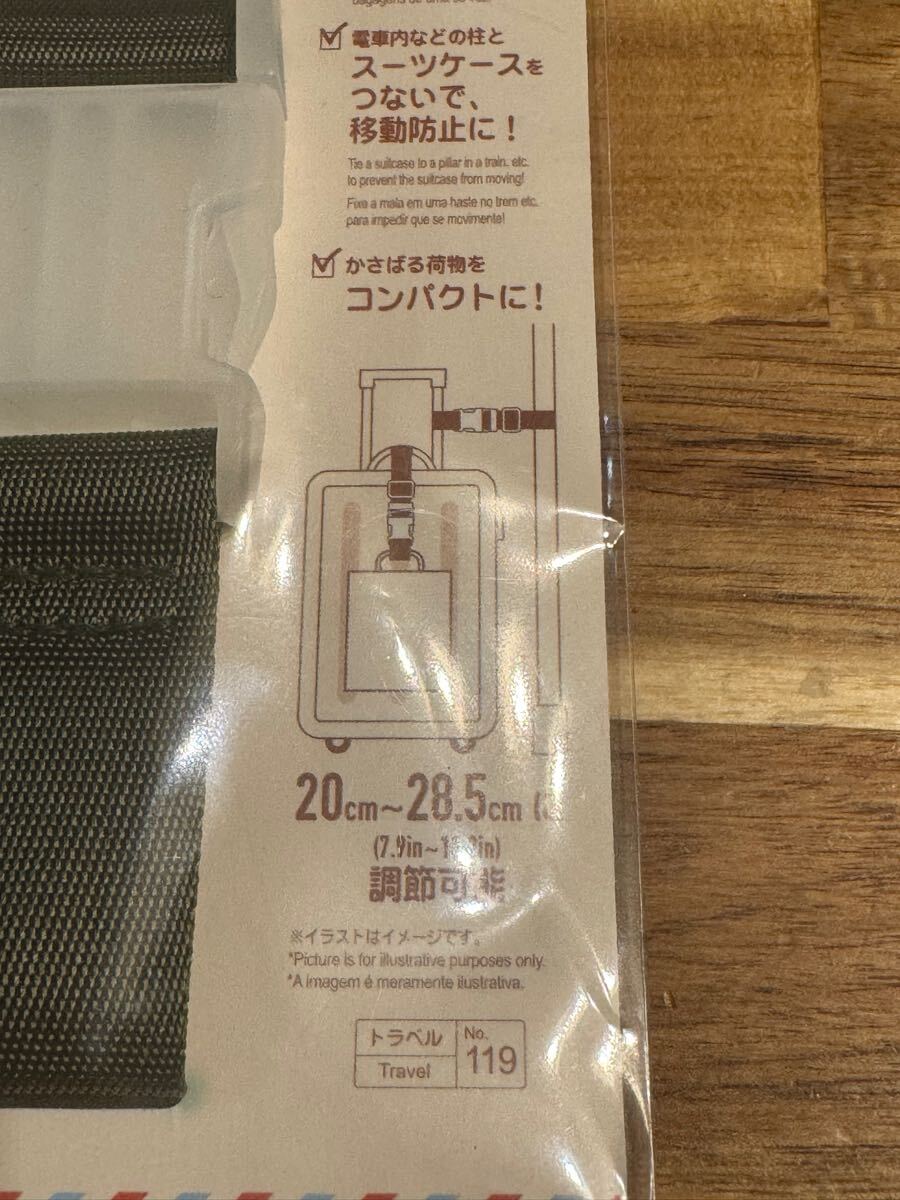 ☑ 電車内などの柱と
スーツケースを
つないで、
移動防止に！
Tie a suitcase to a pillar in a train, etc.
to prevent the suitcase from moving!
Fixe a mala em uma haste no trem etc.
para impedir que se movimente!
☑ かさばる荷物を
コンパクトに！
20cm～28.5cm
(7.9in～
調節可能
※イラストはイメージです。
*Picture is for illustrative purposes only.
*A imagem é meramente ilustrativa.
トラベル No.
Travel 119